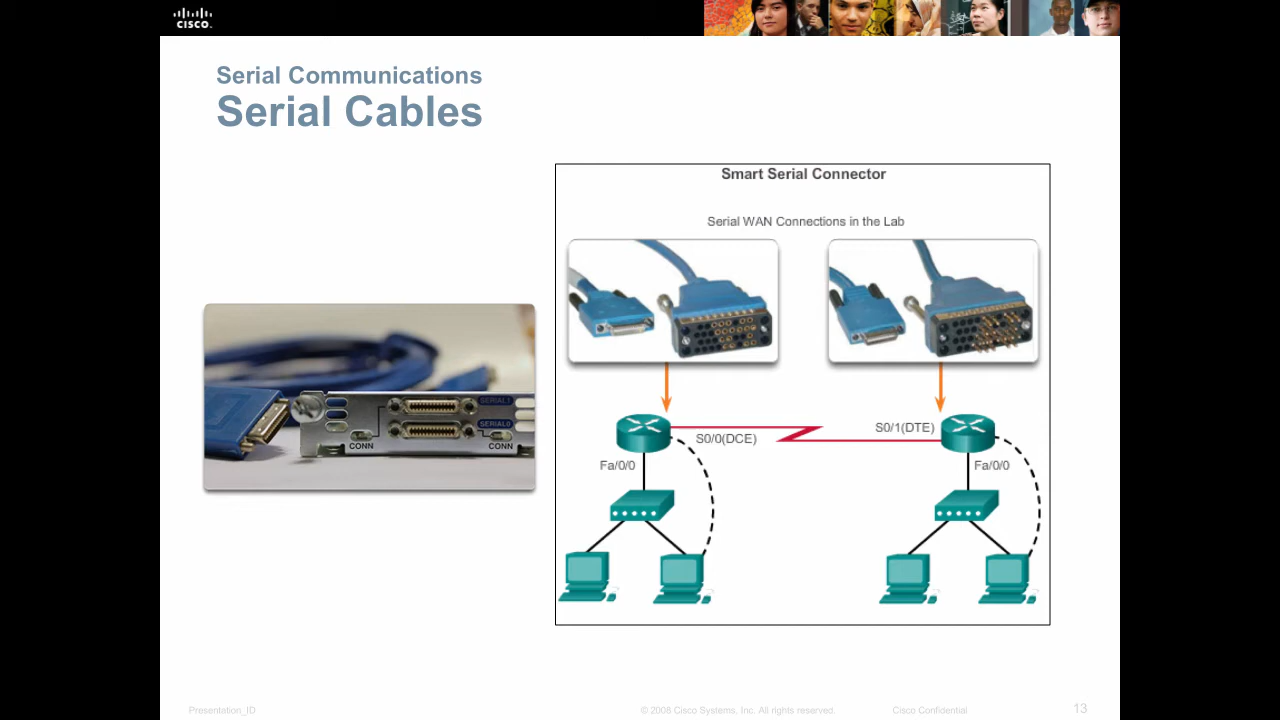 CISCO.
Serial Communications
Serial Cables
Smart Serial Connector
Serial WAN Connections in the Lab
SERIAL1
SERIAL0
CONN
CONN
S0/0(DCE)
S0/1(DTE)
Fa/0/0
Fa/0/0
Presentation_ID
© 2008 Cisco Systems, Inc. All rights reserved.
Cisco Confidential
13